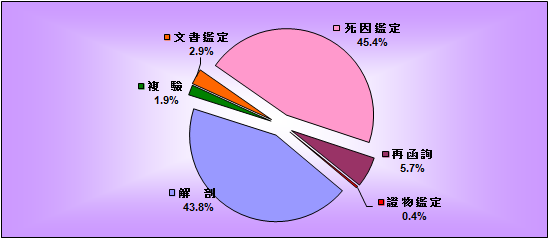 死因鑑定
45.4%
文書鑑定
2.9%
複 驗
1.9%
再函詢
5.7%
解 剖
43.8%
證物鑑定
0.4%